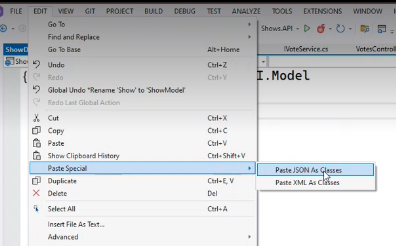 FILE EDIT VIEW GIT PROJECT BUILD DEBUG TEST ANALYZE TOOLS EXTENSIONS WINDOW
Go To Shows.API
Find and Replace
Go To Base Alt+Home IVoteService.cs VotesControll
Undo Ctrl+Z
Redo Ctrl+Y
{ I.Model
Global Undo "Rename 'Show' to 'ShowModel'
Redo Last Global Action
Cut Ctrl+X
Copy Ctrl+C
Paste Ctrl+V
Show Clipboard History Ctrl+Shift+V
Paste Special Paste JSON As Classes
Duplicate Ctrl+E, V Paste XML As Classes
Delete Del
Select All Ctrl+A
Insert File As Text...
Advanced